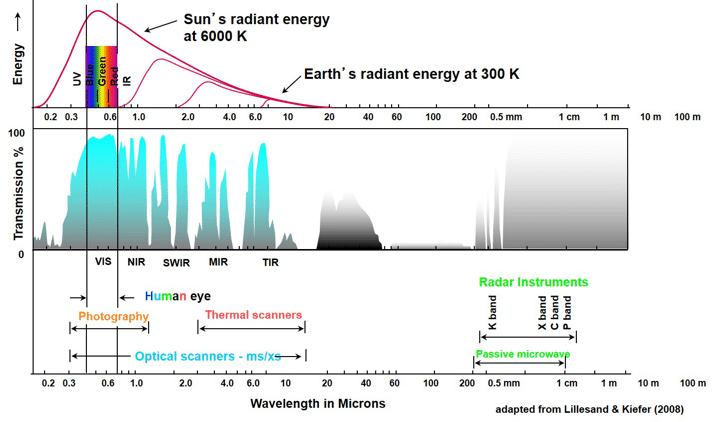 Sun's radiant energy
at 6000 K
Earth's radiant energy at 300 K
Energy
UV
Blue
Green
Red
IR
0.2 0.3 0.6 1.0 2.0 4.0 6.0 10 20 40 60 100 200 0.5 mm 1 cm 1 m 10 m 100 m
Transmission %
100
0
VIS NIR SWIR MIR TIR
Human eye
Photography
Thermal scanners
Optical scanners - ms/xs
Radar Instruments
K band
X band
C band
P band
Passive microwave
0.2 0.3 0.6 1.0 2.0 4.0 6.0 10 20 40 60 100 200 0.5 mm 1 cm 1 m 10 m 100 m
Wavelength in Microns
adapted from Lillesand & Kiefer (2008)